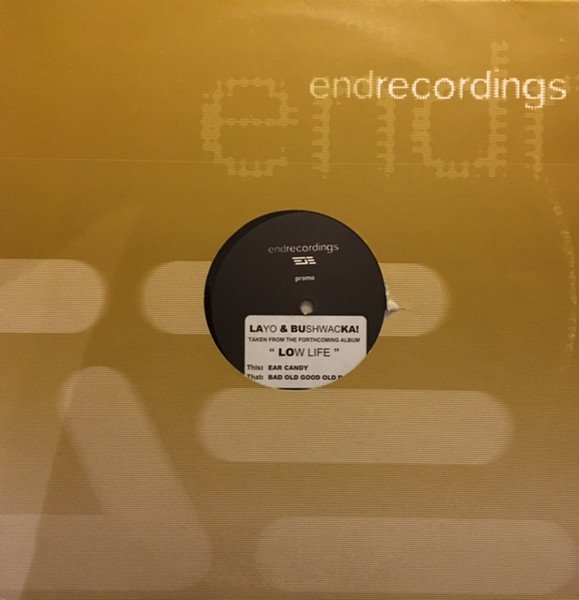 end
endrecordings
endrecordings
promo
LAYO & BUSHWACKA!
TAKEN FROM THE FORTHCOMING ALBUM
" LOW LIFE "
This: EAR CANDY
That: BAD OLD GOOD OLD